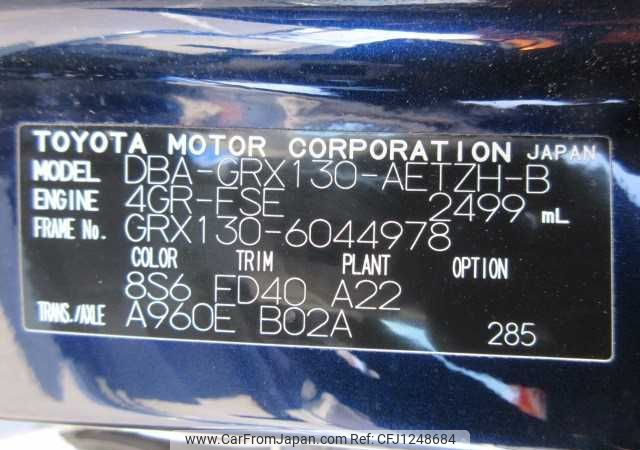 TOYOTA MOTOR CORPORATION JAPAN
MODEL DBA-GRX130-AETZH-B
ENGINE 4GR-FSE 2499 mL
FRAME No. GRX130-6044978
COLOR TRIM PLANT OPTION
8S6 FD40 A22
TRANS./AXLE A960E B02A 285
www.CarFromJapan.com - CFJ1248684